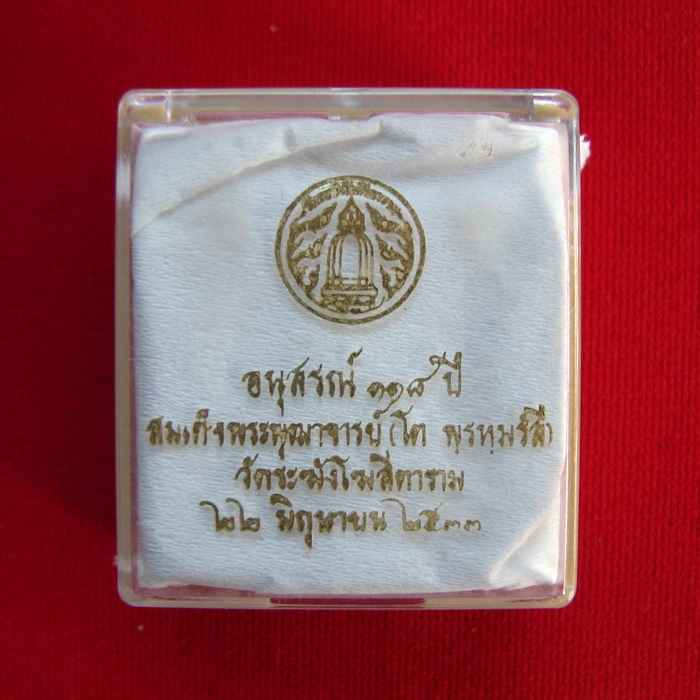 อนุสรณ์ ๑๑๘ ปี
สมเด็จพระพุฒาจารย์ (โต พฺรหฺมรํสี)
วัดระฆังโฆสิตาราม
๒๒ มิถุนายน ๒๕๓๓